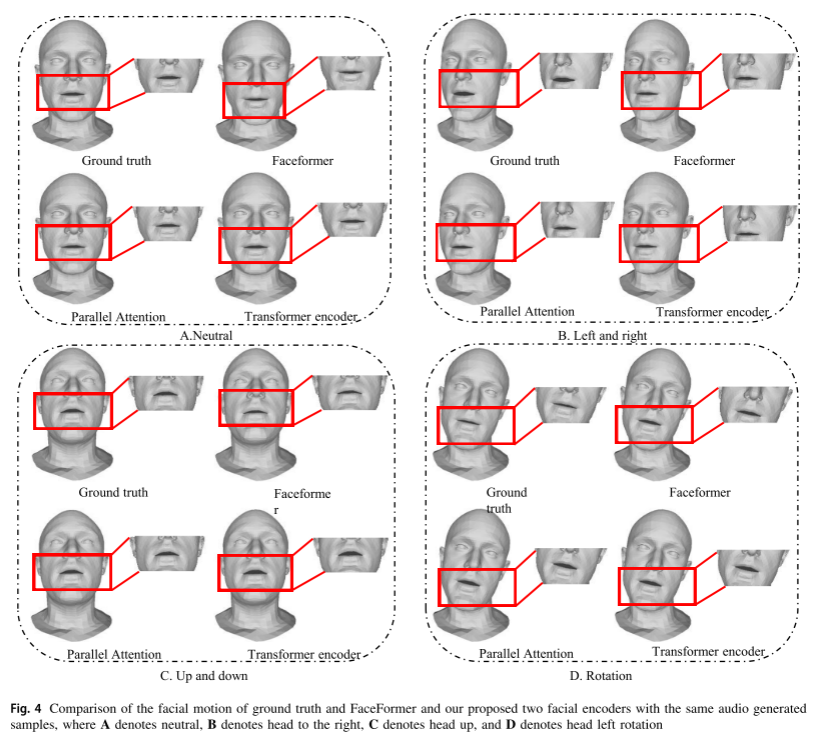 Ground truth
Faceformer
Parallel Attention
Transformer encoder
A.Neutral
Ground truth
Faceformer
Parallel Attention
Transformer encoder
B. Left and right
Ground truth
Faceforme
r
Parallel Attention
Transformer encoder
C. Up and down
Ground
truth
Faceformer
Parallel Attention
Transformer encoder
D. Rotation
Fig. 4 Comparison of the facial motion of ground truth and FaceFormer and our proposed two facial encoders with the same audio generated
samples, where A denotes neutral, B denotes head to the right, C denotes head up, and D denotes head left rotation